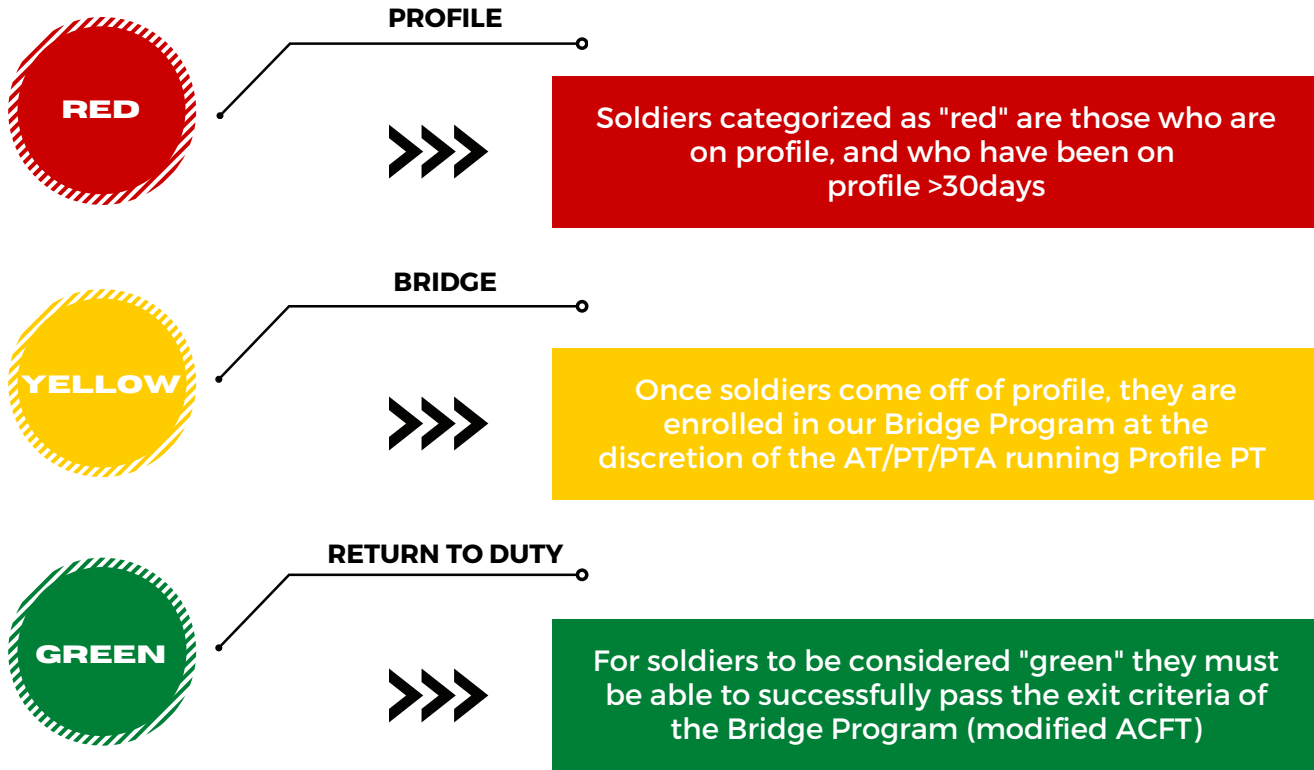 PROFILE
RED
Soldiers categorized as "red" are those who are
on profile, and who have been on
profile >30days
BRIDGE
YELLOW
Once soldiers come off of profile, they are
enrolled in our Bridge Program at the
discretion of the AT/PT/PTA running Profile PT
RETURN TO DUTY
GREEN
For soldiers to be considered "green" they must
be able to successfully pass the exit criteria of
the Bridge Program (modified ACFT)